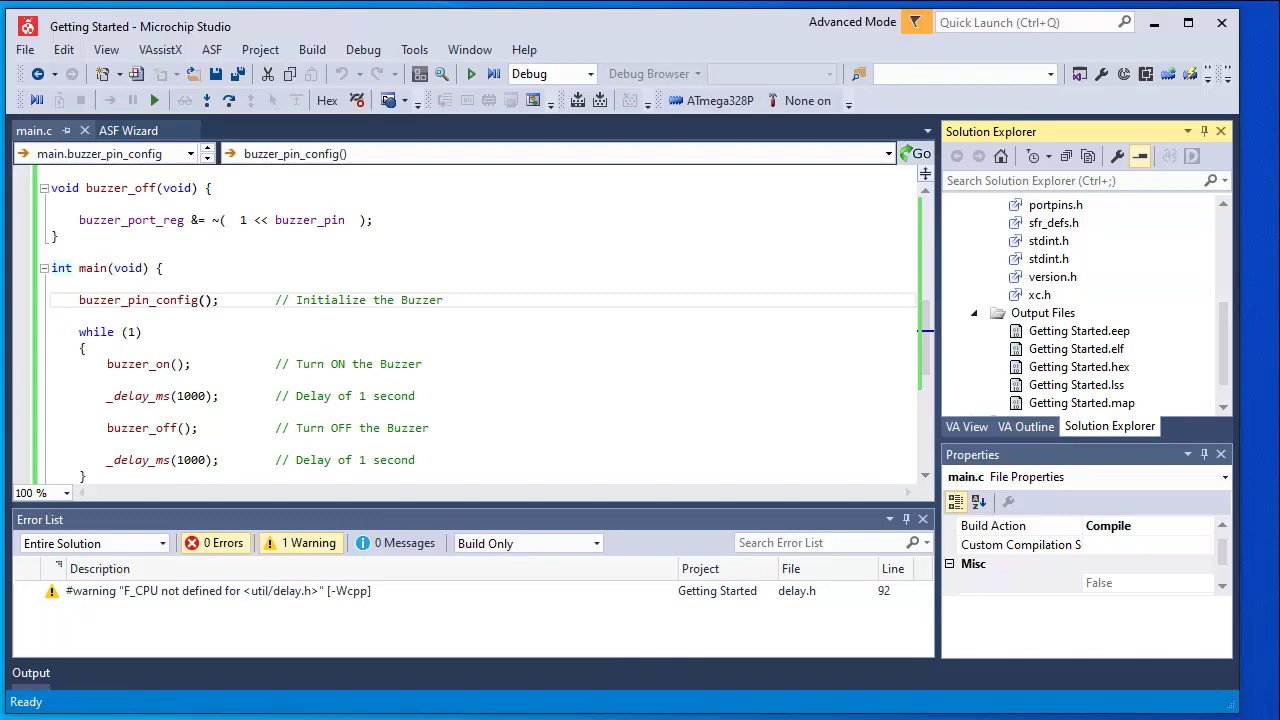 Getting Started - Microchip Studio
Advanced Mode
Quick Launch (Ctrl+Q)
File Edit View VAssistX ASF Project Build Debug Tools Window Help
Debug
Debug Browser
Hex
ATmega328P
None on
main.c
ASF Wizard
main.buzzer_pin_config
buzzer_pin_config()
Go
void buzzer_off(void) {
buzzer_port_reg &= ~(  1 << buzzer_pin  );
}
int main(void) {
buzzer_pin_config();        // Initialize the Buzzer
while (1)
{
buzzer_on();            // Turn ON the Buzzer
_delay_ms(1000);        // Delay of 1 second
buzzer_off();           // Turn OFF the Buzzer
_delay_ms(1000);        // Delay of 1 second
}
100 %
Solution Explorer
Search Solution Explorer (Ctrl+;)
portpins.h
sfr_defs.h
stdint.h
stdint.h
version.h
xc.h
Output Files
Getting Started.eep
Getting Started.elf
Getting Started.hex
Getting Started.lss
Getting Started.map
VA View VA Outline Solution Explorer
Properties
main.c File Properties
Build Action Compile
Custom Compilation S
Misc
False
Error List
Entire Solution
0 Errors
1 Warning
0 Messages
Build Only
Search Error List
Description Project File Line
#warning "F_CPU not defined for <util/delay.h>" [-Wcpp] Getting Started delay.h 92
Output
Ready